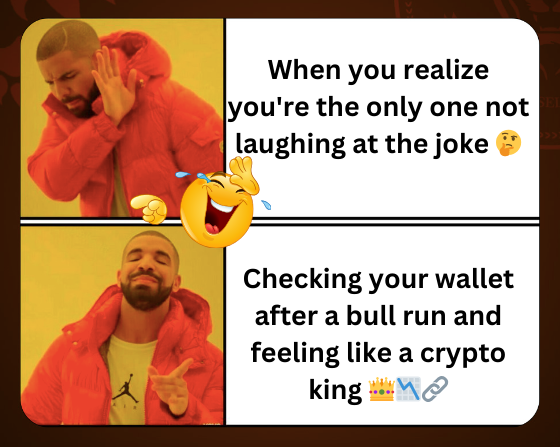 When you realize
you're the only one not
laughing at the joke 🤔
Checking your wallet
after a bull run and
feeling like a crypto
king 👑📉🔗